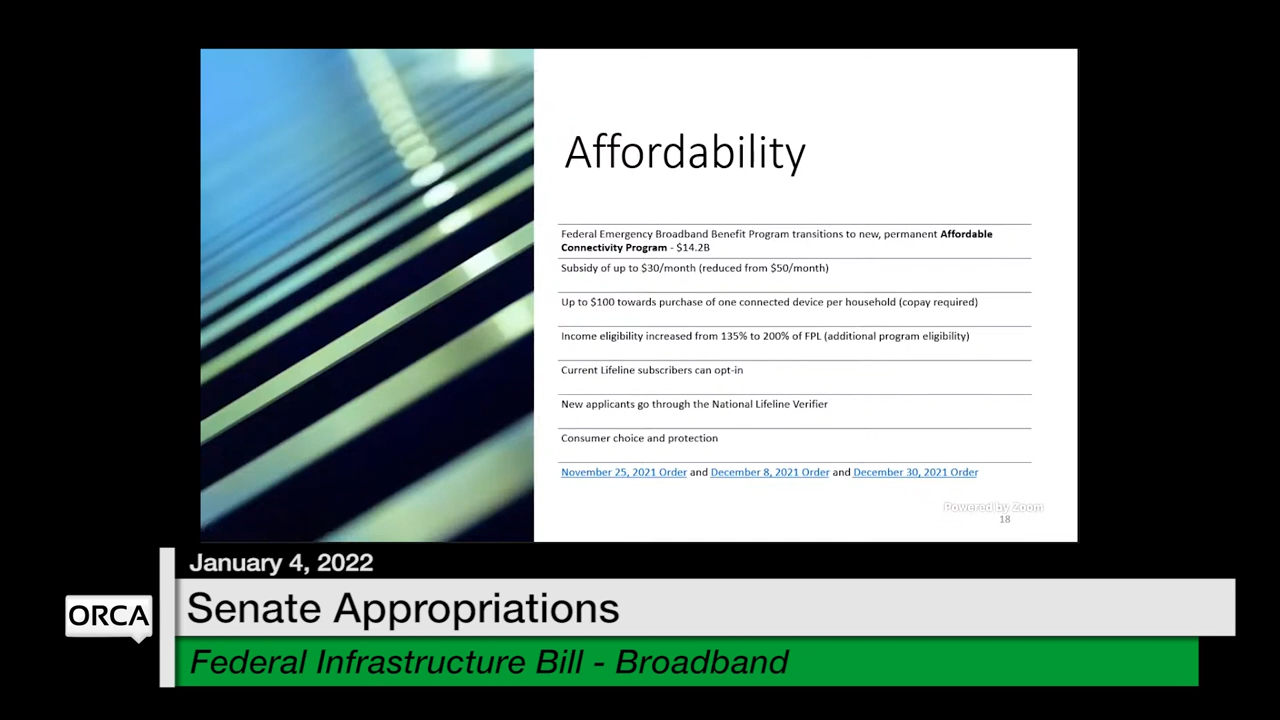 Affordability
Federal Emergency Broadband Benefit Program transitions to new, permanent Affordable
Connectivity Program - $14.2B
Subsidy of up to $30/month (reduced from $50/month)
Up to $100 towards purchase of one connected device per household (copay required)
Income eligibility increased from 135% to 200% of FPL (additional program eligibility)
Current Lifeline subscribers can opt-in
New applicants go through the National Lifeline Verifier
Consumer choice and protection
November 25, 2021 Order and December 8, 2021 Order and December 30, 2021 Order
Powered by Zoom
18
January 4, 2022
ORCA
Senate Appropriations
Federal Infrastructure Bill - Broadband